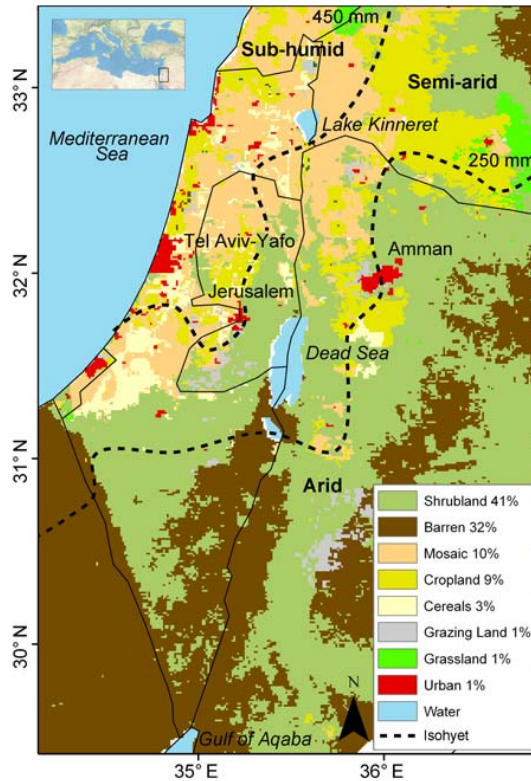 450 mm
Sub-humid
Semi-arid
33°N
Mediterranean
Sea
Lake Kinneret
250 mm
Tel Aviv-Yafo
Amman
32°N
Jerusalem
Dead Sea
31°N
Arid
Shrubland 41%
Barren 32%
Mosaic 10%
Cropland 9%
Cereals 3%
Grazing Land 1%
Grassland 1%
Urban 1%
Water
Isohyet
30°N
N
Gulf of Aqaba
35°E
36°E